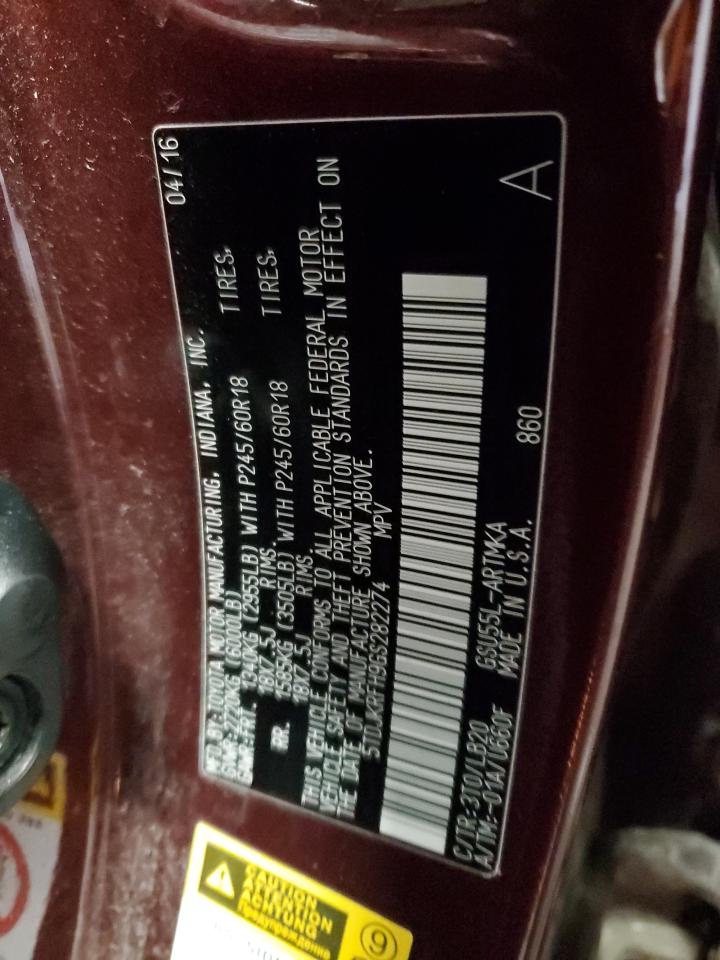 MFD.BY:TOYOTA MOTOR MANUFACTURING, INDIANA, INC. 04/16
GVWR:2720KG (6000LB)
GAWR:FRT. 1340KG (2955LB) WITH P245/60R18 TIRES,
18X7.5J RIMS.
RR. 1585KG (3505LB) WITH P245/60R18 TIRES,
18X7.5J RIMS.
THIS VEHICLE CONFORMS TO ALL APPLICABLE FEDERAL MOTOR
VEHICLE SAFETY AND THEFT PREVENTION STANDARDS IN EFFECT ON
THE DATE OF MANUFACTURE SHOWN ABOVE.
MPV
C/TR:3T0/LB20 GSU55L-ARTMKA 860 A
A/TM:-01A/U660F MADE IN U.S.A.
CAUTION
ATTENTION
ACHTUNG
Предупреждение
9